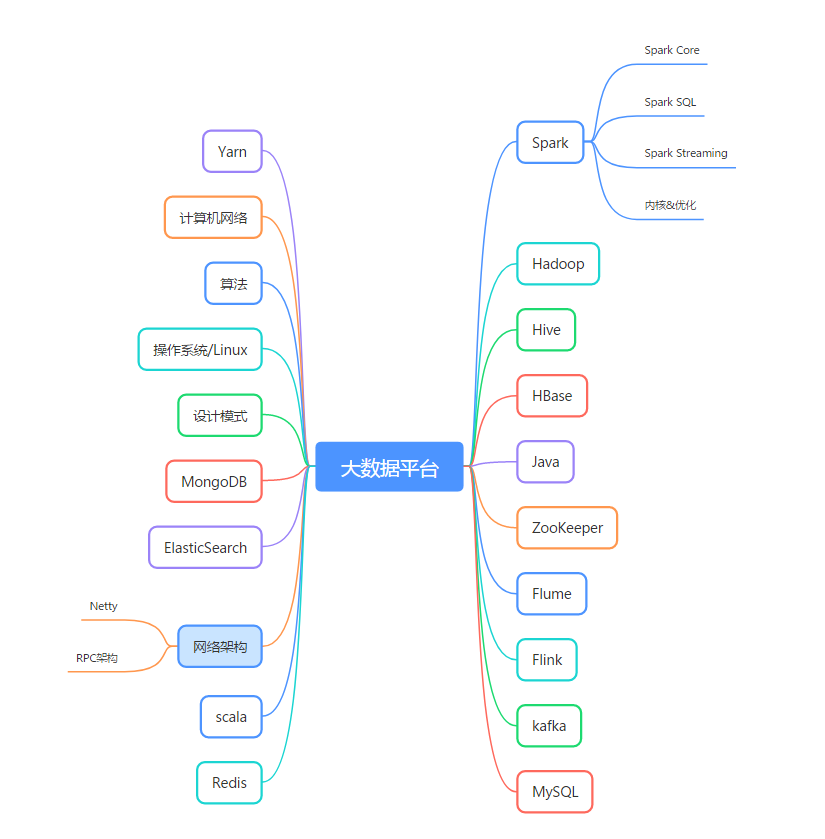 大数据平台
Spark
Spark Core
Spark SQL
Spark Streaming
内核&优化
Hadoop
Hive
HBase
Java
ZooKeeper
Flume
Flink
kafka
MySQL
Yarn
计算机网络
算法
操作系统/Linux
设计模式
MongoDB
ElasticSearch
网络架构
Netty
RPC架构
scala
Redis